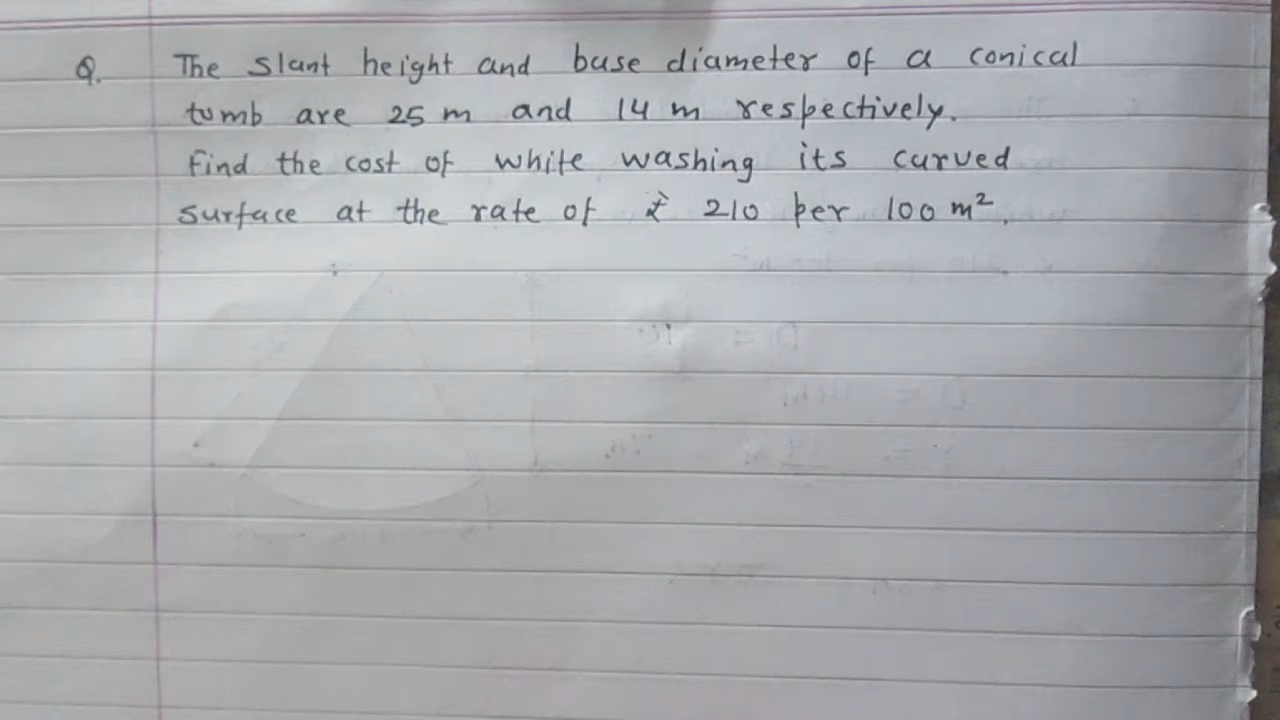 Q. The slant height and base diameter of a conical
tomb are 25 m and 14 m respectively.
Find the cost of white washing its curved
surface at the rate of ₹ 210 per 100 m².